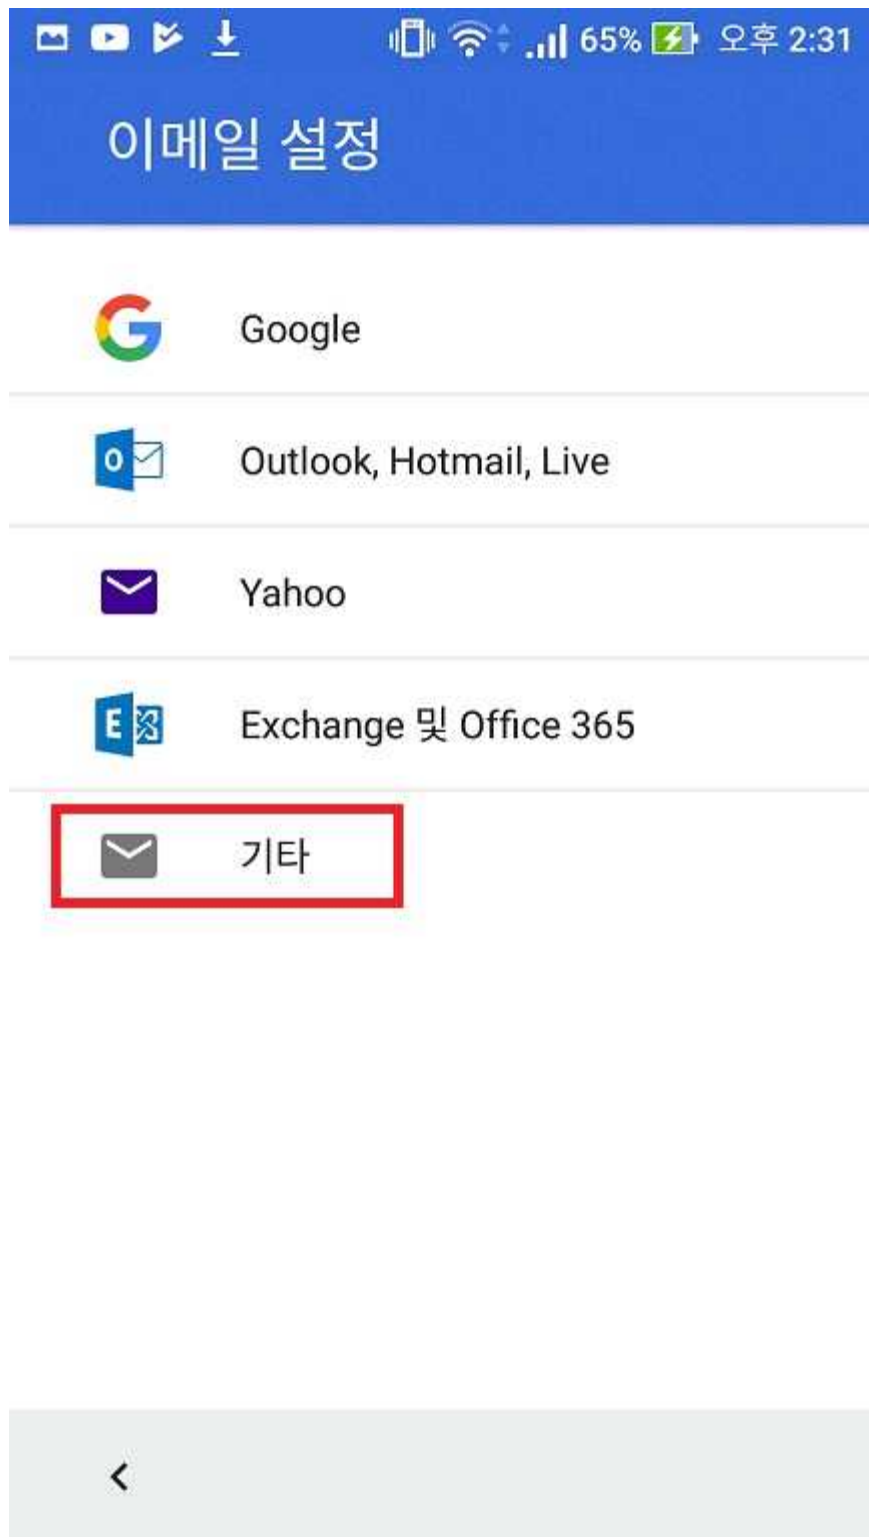 65% 오후 2:31
이메일 설정
Google
Outlook, Hotmail, Live
Yahoo
Exchange 및 Office 365
기타